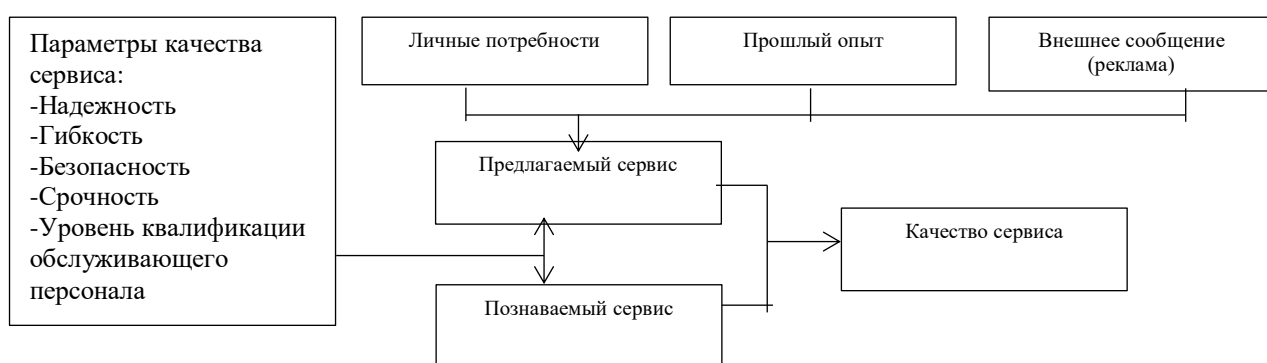 Параметры качества
сервиса:
-Надежность
-Гибкость
-Безопасность
-Срочность
-Уровень квалификации
обслуживающего
персонала
Личные потребности
Прошлый опыт
Внешнее сообщение
(реклама)
Предлагаемый сервис
Качество сервиса
Познаваемый сервис